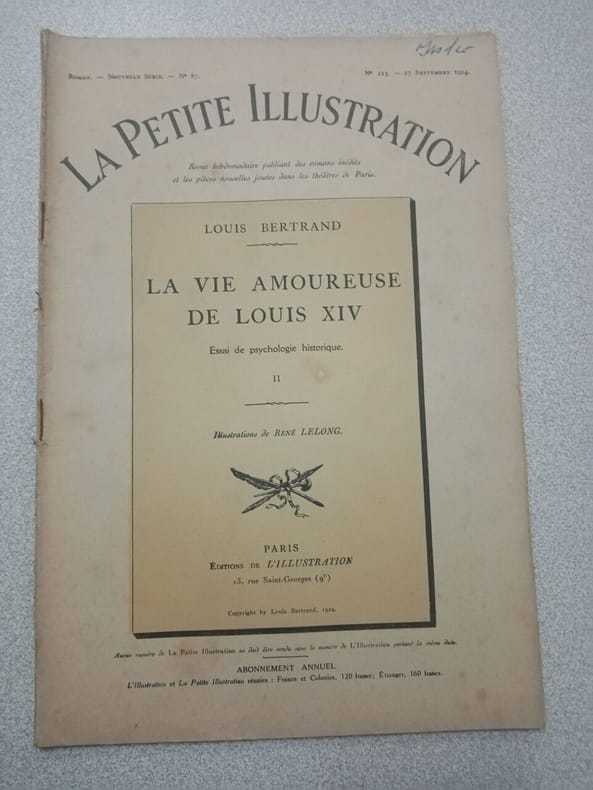 Roman. — Nouvelle Série. — N° 87.
N° 213. — 27 Septembre 1924.
LA PETITE ILLUSTRATION
Revue hebdomadaire publiant des romans inédits
et les pièces nouvelles jouées dans les théâtres de Paris.
LOUIS BERTRAND
LA VIE AMOUREUSE
DE LOUIS XIV
Essai de psychologie historique.
II
Illustrations de RENÉ LELONG.
PARIS
ÉDITIONS DE L'ILLUSTRATION
13, rue Saint-Georges (9e)
Copyright by Louis Bertrand, 1924.
Aucun numéro de La Petite Illustration ne doit être vendu sans le numéro de L'Illustration portant la même date.
ABONNEMENT ANNUEL
L'Illustration et La Petite Illustration réunies : France et Colonies, 120 francs; Étranger, 160 francs.